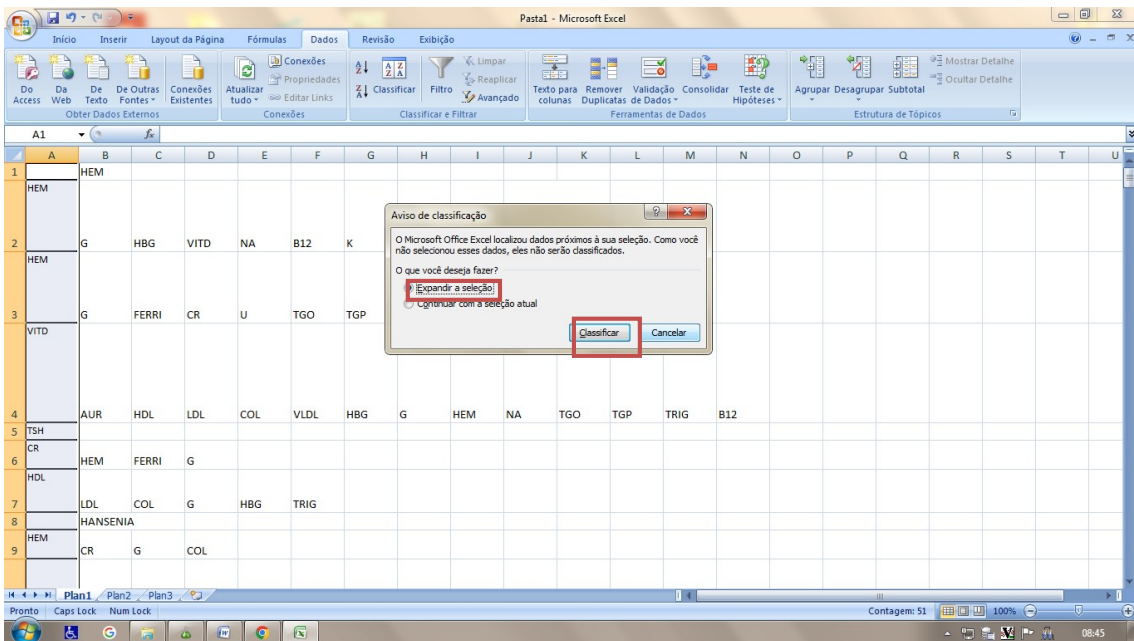 Pasta1 - Microsoft Excel
Início Inserir Layout da Página Fórmulas Dados Revisão Exibição
Do Access
Da Web
De Texto
De Outras Fontes
Conexões Existentes
Obter Dados Externos
Atualizar tudo
Conexões
Propriedades
Editar Links
Conexões
Classificar
Filtro
Limpar
Reaplicar
Avançado
Classificar e Filtrar
Texto para colunas
Remover Duplicatas
Validação de Dados
Consolidar
Teste de Hipóteses
Ferramentas de Dados
Agrupar
Desagrupar
Subtotal
Mostrar Detalhe
Ocultar Detalhe
Estrutura de Tópicos
A1 fx
A B C D E F G H I J K L M N O P Q R S T U
1 HEM
HEM
2 G HBG VITD NA B12 K
HEM
3 G FERRI CR U TGO TGP
VITD
4 AUR HDL LDL COL VLDL HBG G HEM NA TGO TGP TRIG B12
5 TSH
CR
6 HEM FERRI G
HDL
7 LDL COL G HBG TRIG
8 HANSENIA
HEM
9 CR G COL
Aviso de classificação
O Microsoft Office Excel localizou dados próximos à sua seleção. Como você
não selecionou esses dados, eles não serão classificados.
O que você deseja fazer?
Expandir a seleção
Continuar com a seleção atual
Classificar Cancelar
Plan1 Plan2 Plan3
Pronto Caps Lock Num Lock Contagem: 51 100%
08:45